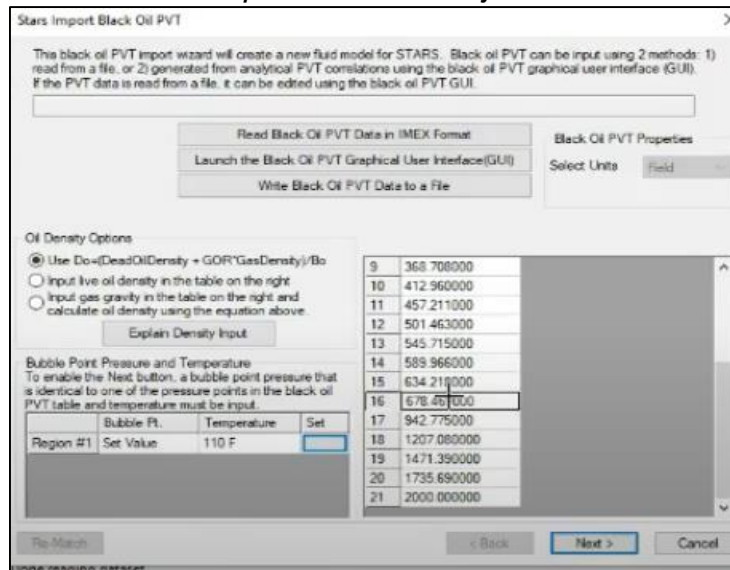 Stars Import Black Oil PVT
This black oil PVT import wizard will create a new fluid model for STARS. Black oil PVT can be input using 2 methods: 1)
read from a file, or 2) generated from analytical PVT correlations using the black oil PVT graphical user interface (GUI).
If the PVT data is read from a file, it can be edited using the black oil PVT GUI.
Read Black Oil PVT Data in IMEX Format
Launch the Black Oil PVT Graphical User Interface(GUI)
Write Black Oil PVT Data to a File
Black Oil PVT Properties
Select Units Field
Oil Density Options
Use Do=(DeadOilDensity + GOR*GasDensity)/Bo
Input live oil density in the table on the right
Input gas gravity in the table on the right and
calculate oil density using the equation above.
Explain Density Input
Bubble Point Pressure and Temperature
To enable the Next button, a bubble point pressure that
is identical to one of the pressure points in the black oil
PVT table and temperature must be input.
Bubble Pt. Temperature Set
Region #1 Set Value 110 F
9 368.708000
10 412.960000
11 457.211000
12 501.463000
13 545.715000
14 589.966000
15 634.218000
16
17 942.775000
18 1207.080000
19 1471.390000
20 1735.690000
21 2000.000000
Re-Match
< Back Next > Cancel